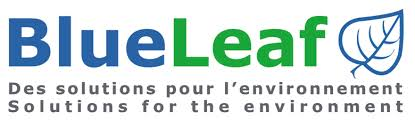 BlueLeaf
Des solutions pour l'environnement
Solutions for the environment